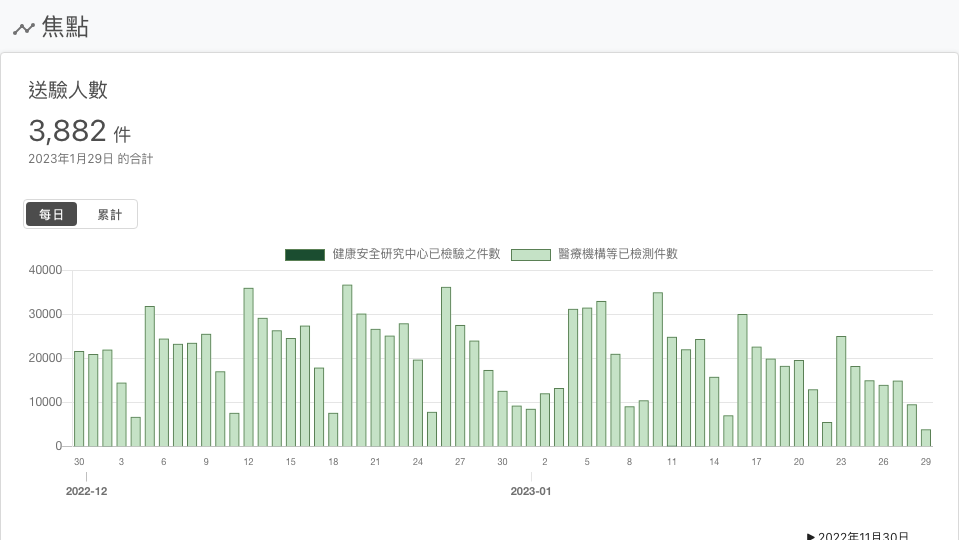 焦點
送驗人數
3,882 件
2023年1月29日 的合計
每日 累計
健康安全研究中心已檢驗之件數 醫療機構等已檢測件數
40000
30000
20000
10000
0
30 3 6 9 12 15 18 21 24 27 30 2 5 8 11 14 17 20 23 26 29
2022-12 2023-01
▶ 2022年11月30日